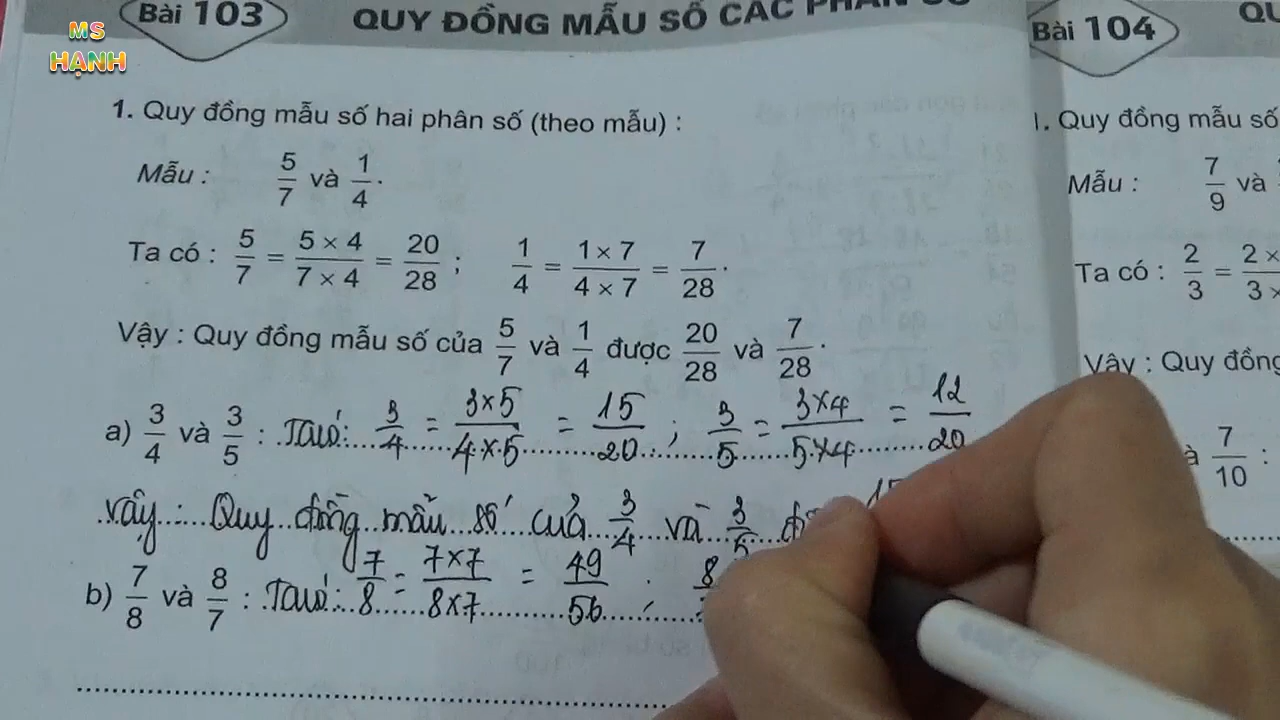 MS
HẠNH
Bài 103
QUY ĐỒNG MẪU SỐ CÁC PHÂN SỐ
1. Quy đồng mẫu số hai phân số (theo mẫu) :
Mẫu : 5/7 và 1/4.
Ta có : 5/7 = 5 × 4 / 7 × 4 = 20/28 ; 1/4 = 1 × 7 / 4 × 7 = 7/28.
Vậy : Quy đồng mẫu số của 5/7 và 1/4 được 20/28 và 7/28.
a) 3/4 và 3/5 : Ta có: 3/4 = 3×5 / 4×5 = 15/20 ; 3/5 = 3×4 / 5×4 = 12/20
Vậy : Quy đồng mẫu số của 3/4 và 3/5
b) 7/8 và 8/7 : Ta có: 7/8 = 7×7 / 8×7 = 49/56 ; 8
Bài 104
QU
1. Quy đồng mẫu số
Mẫu : 7/9 và
Ta có : 2/3 = 2 × / 3 ×
Vậy : Quy đồng
à 7/10 :